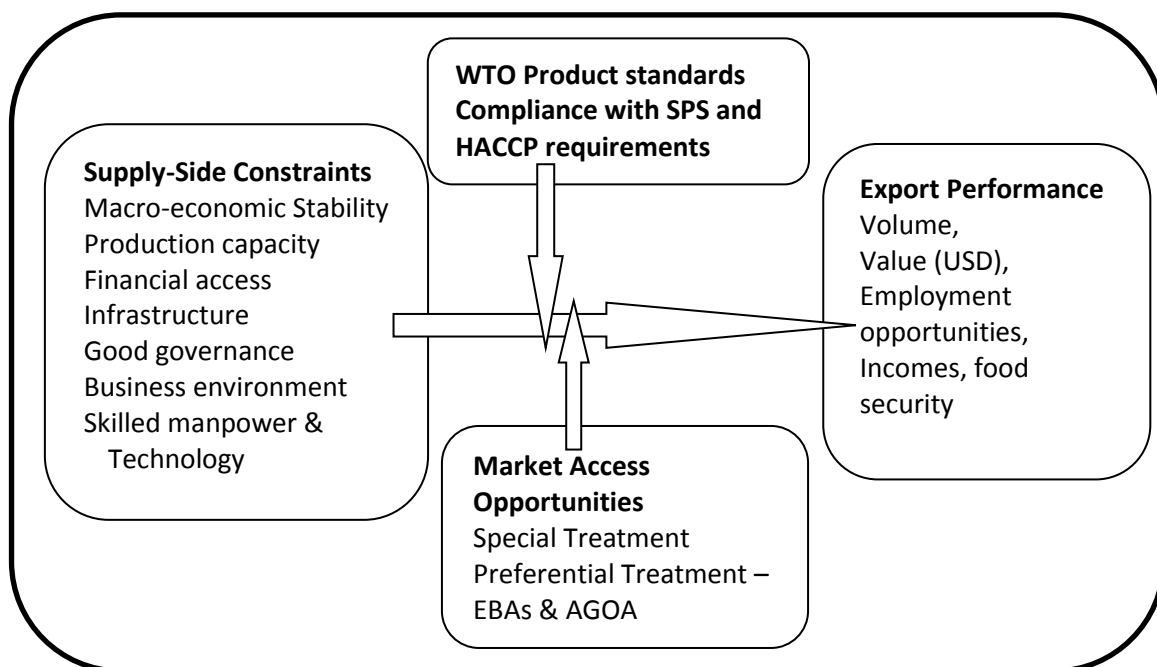 WTO Product standards
Compliance with SPS and
HACCP requirements
Supply-Side Constraints
Macro-economic Stability
Production capacity
Financial access
Infrastructure
Good governance
Business environment
Skilled manpower &
Technology
Export Performance
Volume,
Value (USD),
Employment
opportunities,
Incomes, food
security
Market Access
Opportunities
Special Treatment
Preferential Treatment –
EBAs & AGOA